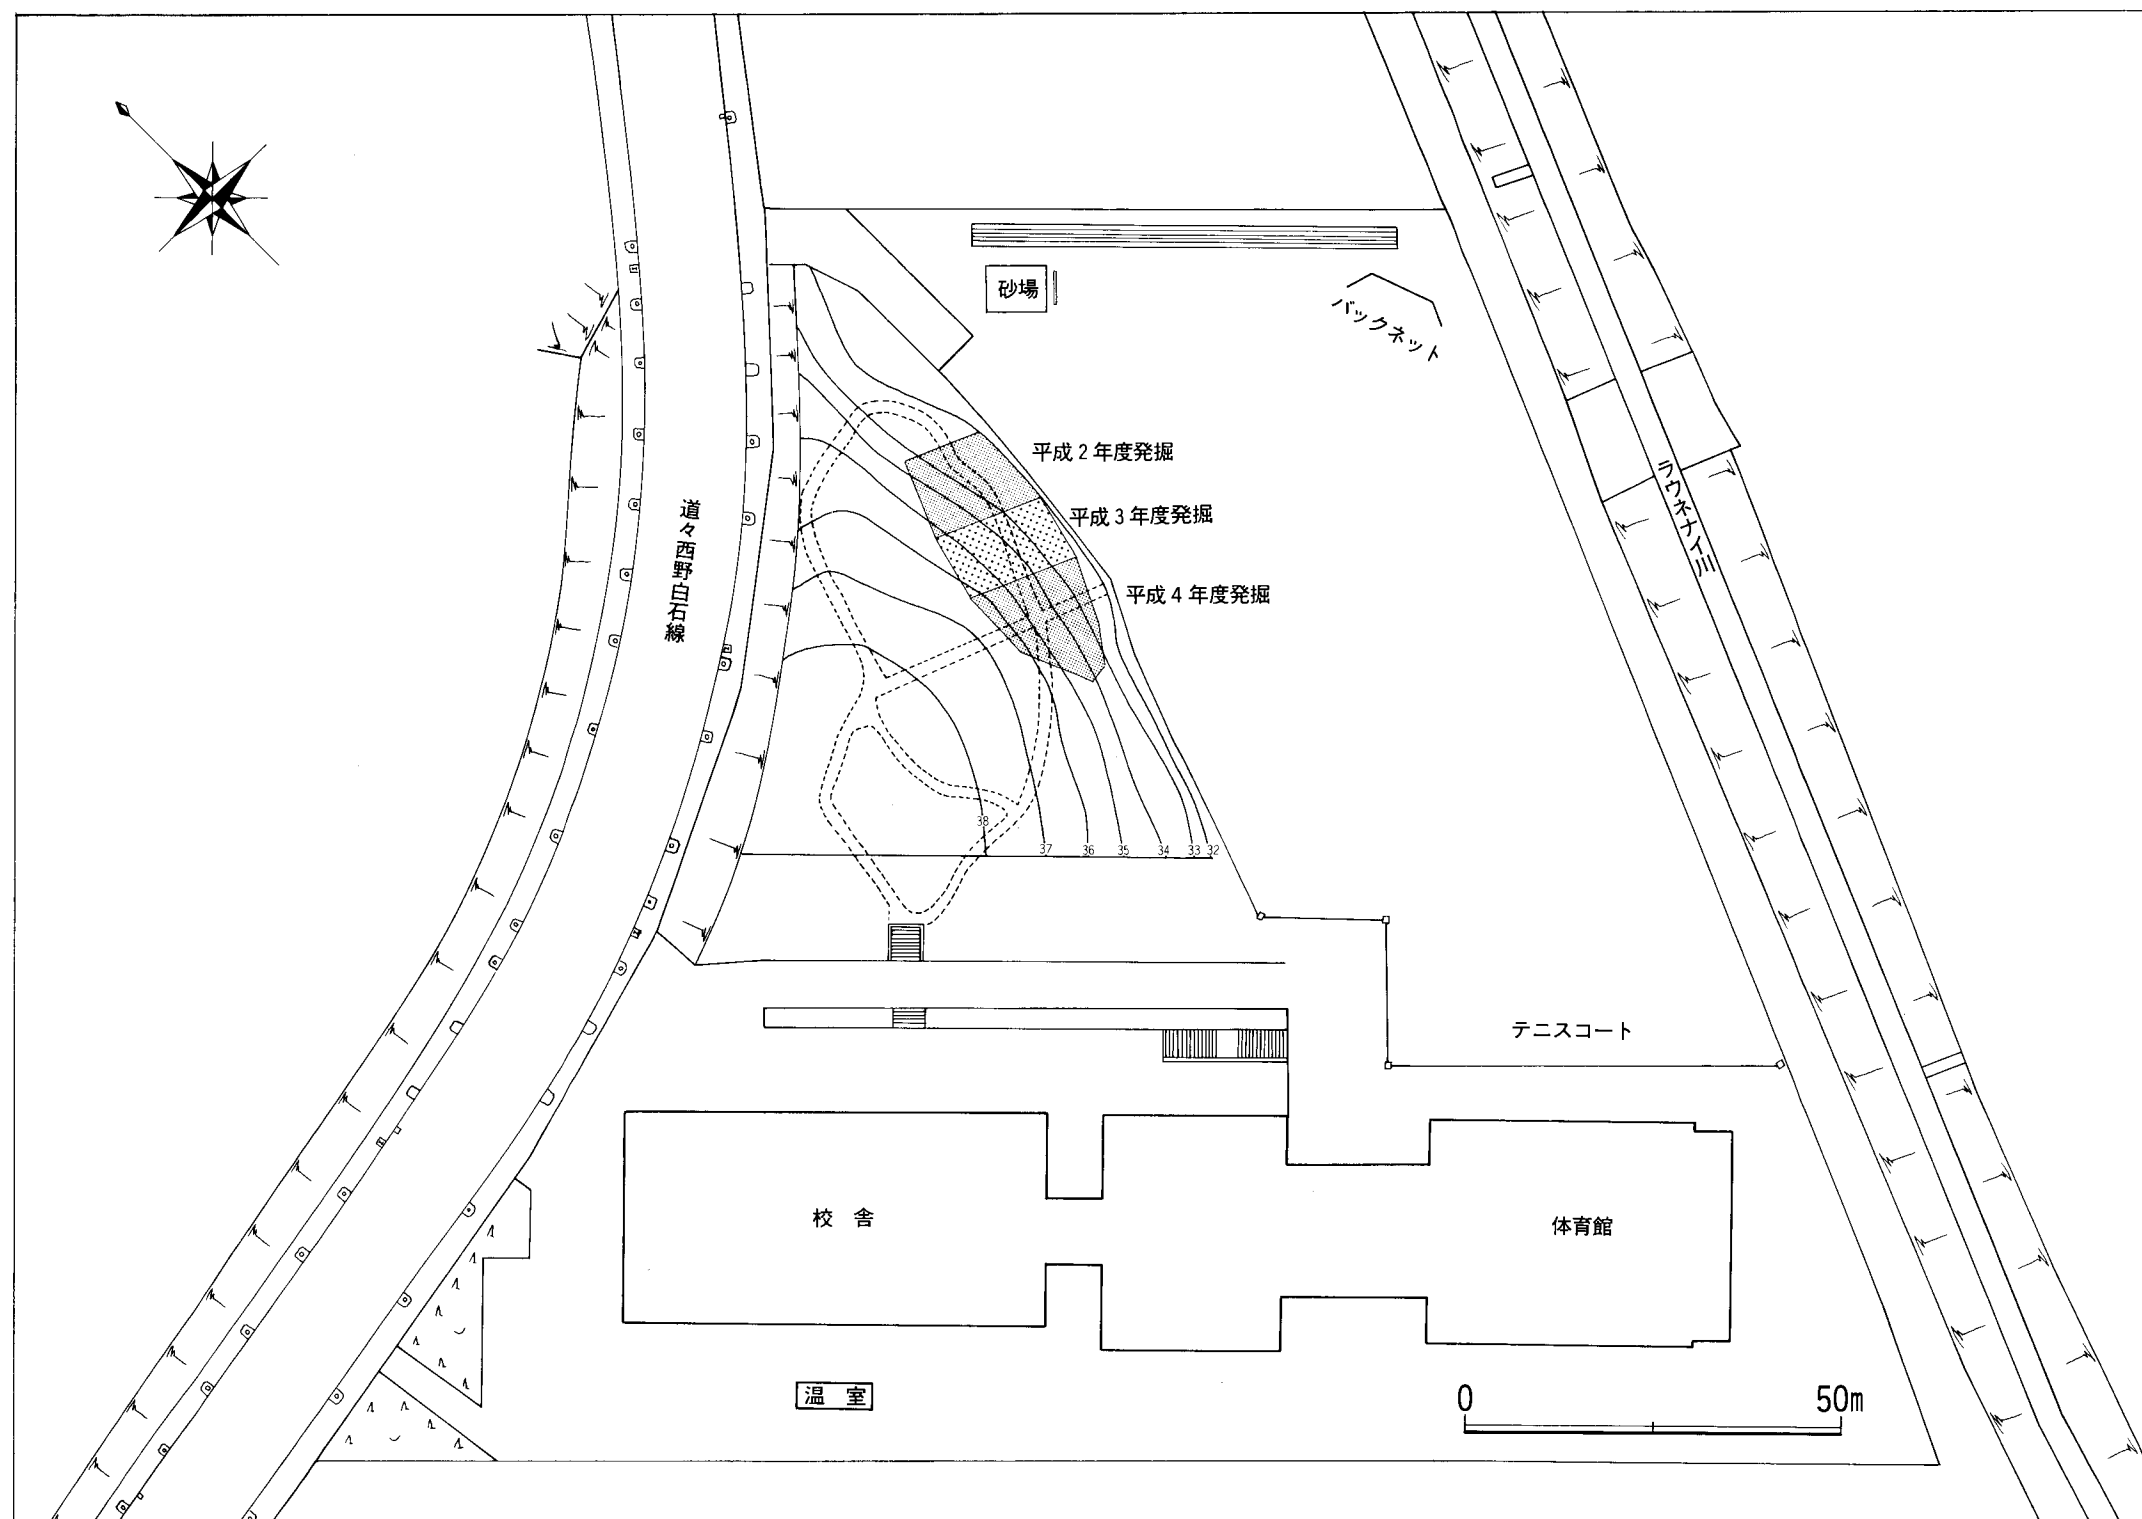 砂場
バックネット
平成2年度発掘
平成3年度発掘
平成4年度発掘
道々西野白石線
ラウネナイ川
38
37
36
35
34
33
32
テニスコート
校 舎
体育館
温 室
0
50m